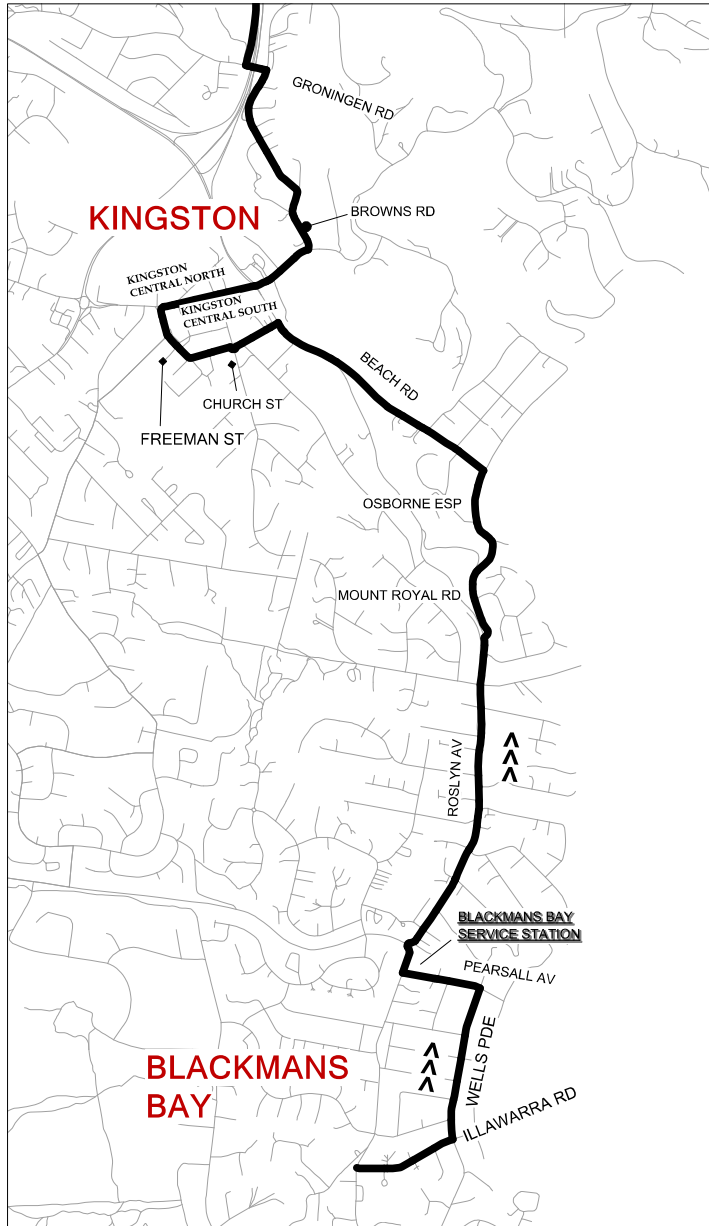 GRONINGEN RD
KINGSTON
BROWNS RD
KINGSTON
CENTRAL NORTH
KINGSTON
CENTRAL SOUTH
BEACH RD
CHURCH ST
FREEMAN ST
OSBORNE ESP
MOUNT ROYAL RD
ROSLYN AV
BLACKMANS BAY
SERVICE STATION
PEARSALL AV
WELLS PDE
BLACKMANS
BAY
ILLAWARRA RD